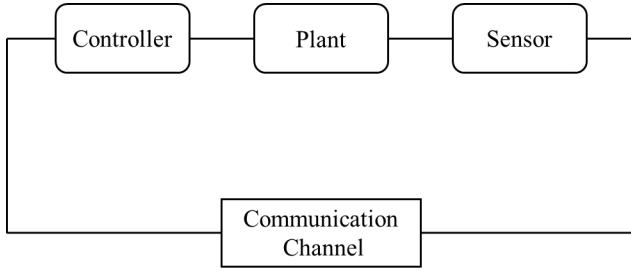 Controller
Plant
Sensor
Communication
Channel